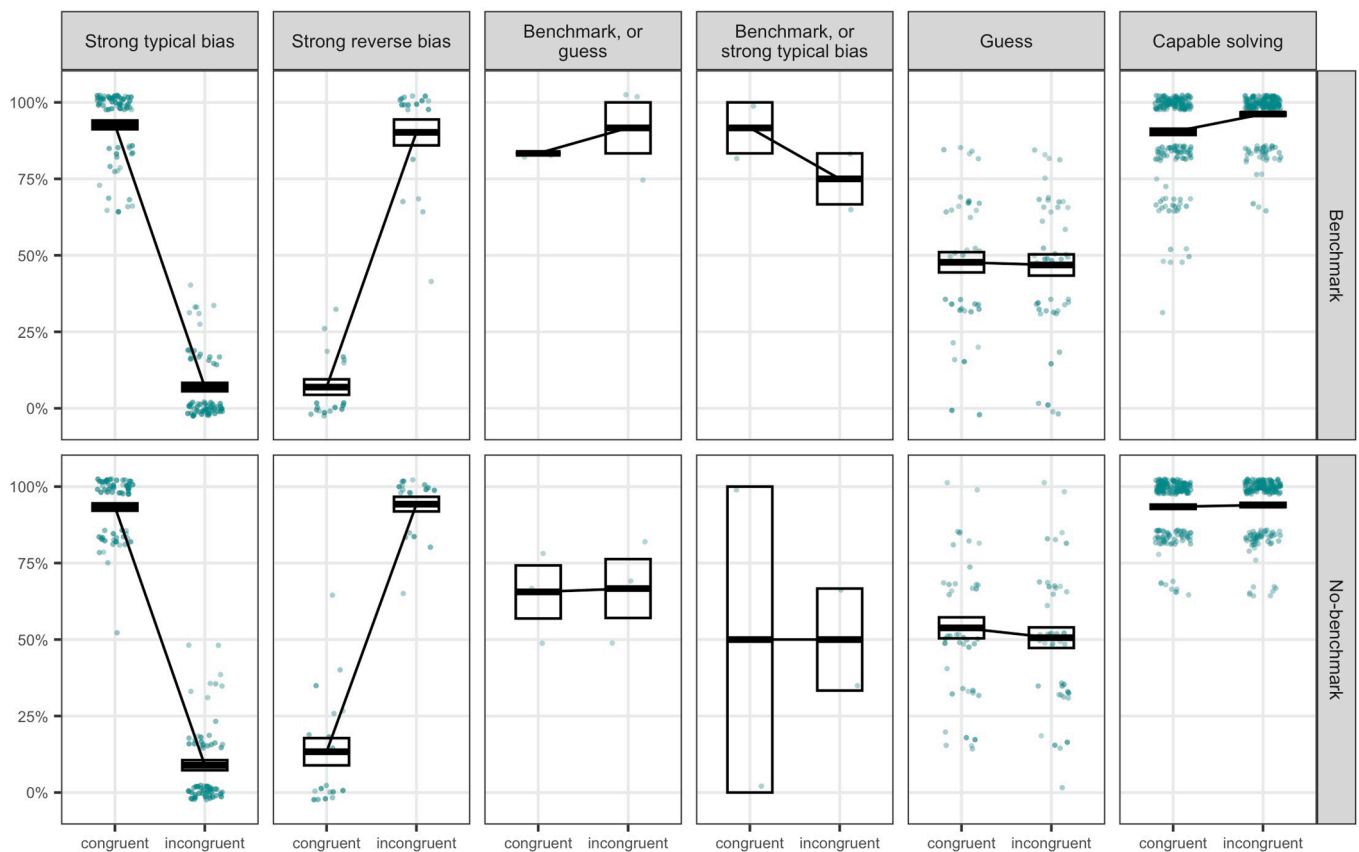 Strong typical bias
Strong reverse bias
Benchmark, or
guess
Benchmark, or
strong typical bias
Guess
Capable solving
100%
75%
50%
25%
0%
Benchmark
100%
75%
50%
25%
0%
No-benchmark
congruent incongruent
congruent incongruent
congruent incongruent
congruent incongruent
congruent incongruent
congruent incongruent